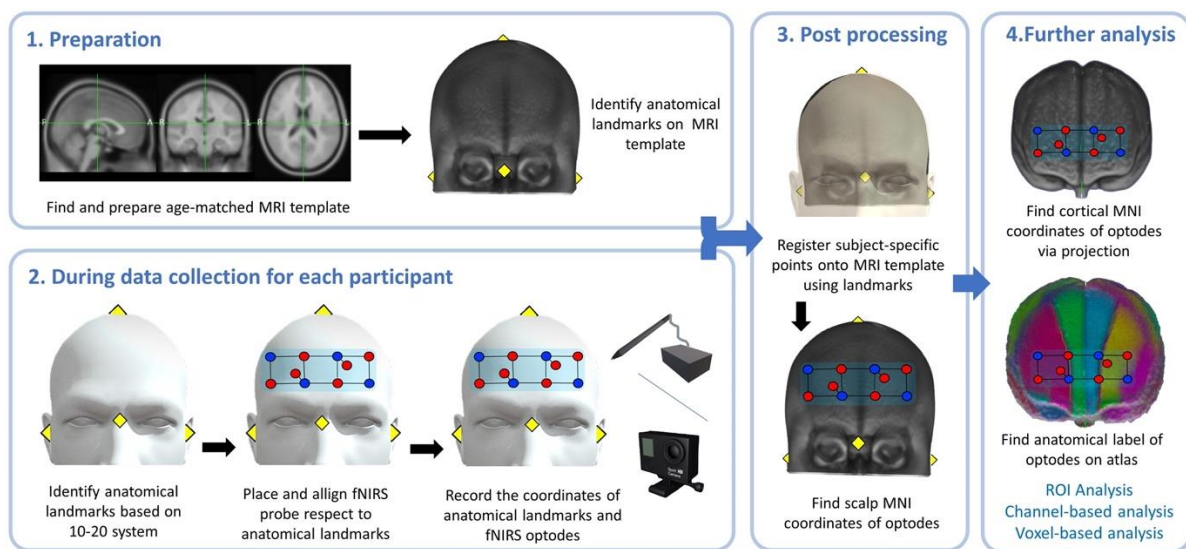 1. Preparation
Identify anatomical
landmarks on MRI
template
Find and prepare age-matched MRI template
2. During data collection for each participant
Identify anatomical
landmarks based on
10-20 system
Place and allign fNIRS
probe respect to
anatomical landmarks
Record the coordinates of
anatomical landmarks and
fNIRS optodes
3. Post processing
Register subject-specific
points onto MRI template
using landmarks
Find scalp MNI
coordinates of optodes
4.Further analysis
Find cortical MNI
coordinates of optodes
via projection
Find anatomical label of
optodes on atlas
ROI Analysis
Channel-based analysis
Voxel-based analysis